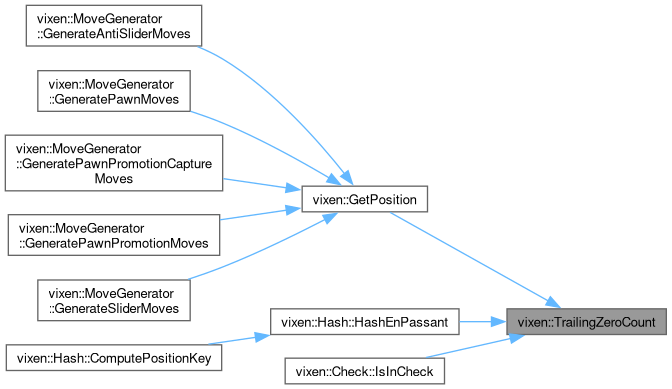 vixen::MoveGenerator
::GenerateAntiSliderMoves
vixen::MoveGenerator
::GeneratePawnMoves
vixen::MoveGenerator
::GeneratePawnPromotionCapture
Moves
vixen::MoveGenerator
::GeneratePawnPromotionMoves
vixen::MoveGenerator
::GenerateSliderMoves
vixen::GetPosition
vixen::Hash::HashEnPassant
vixen::TrailingZeroCount
vixen::Hash::ComputePositionKey
vixen::Check::IsInCheck